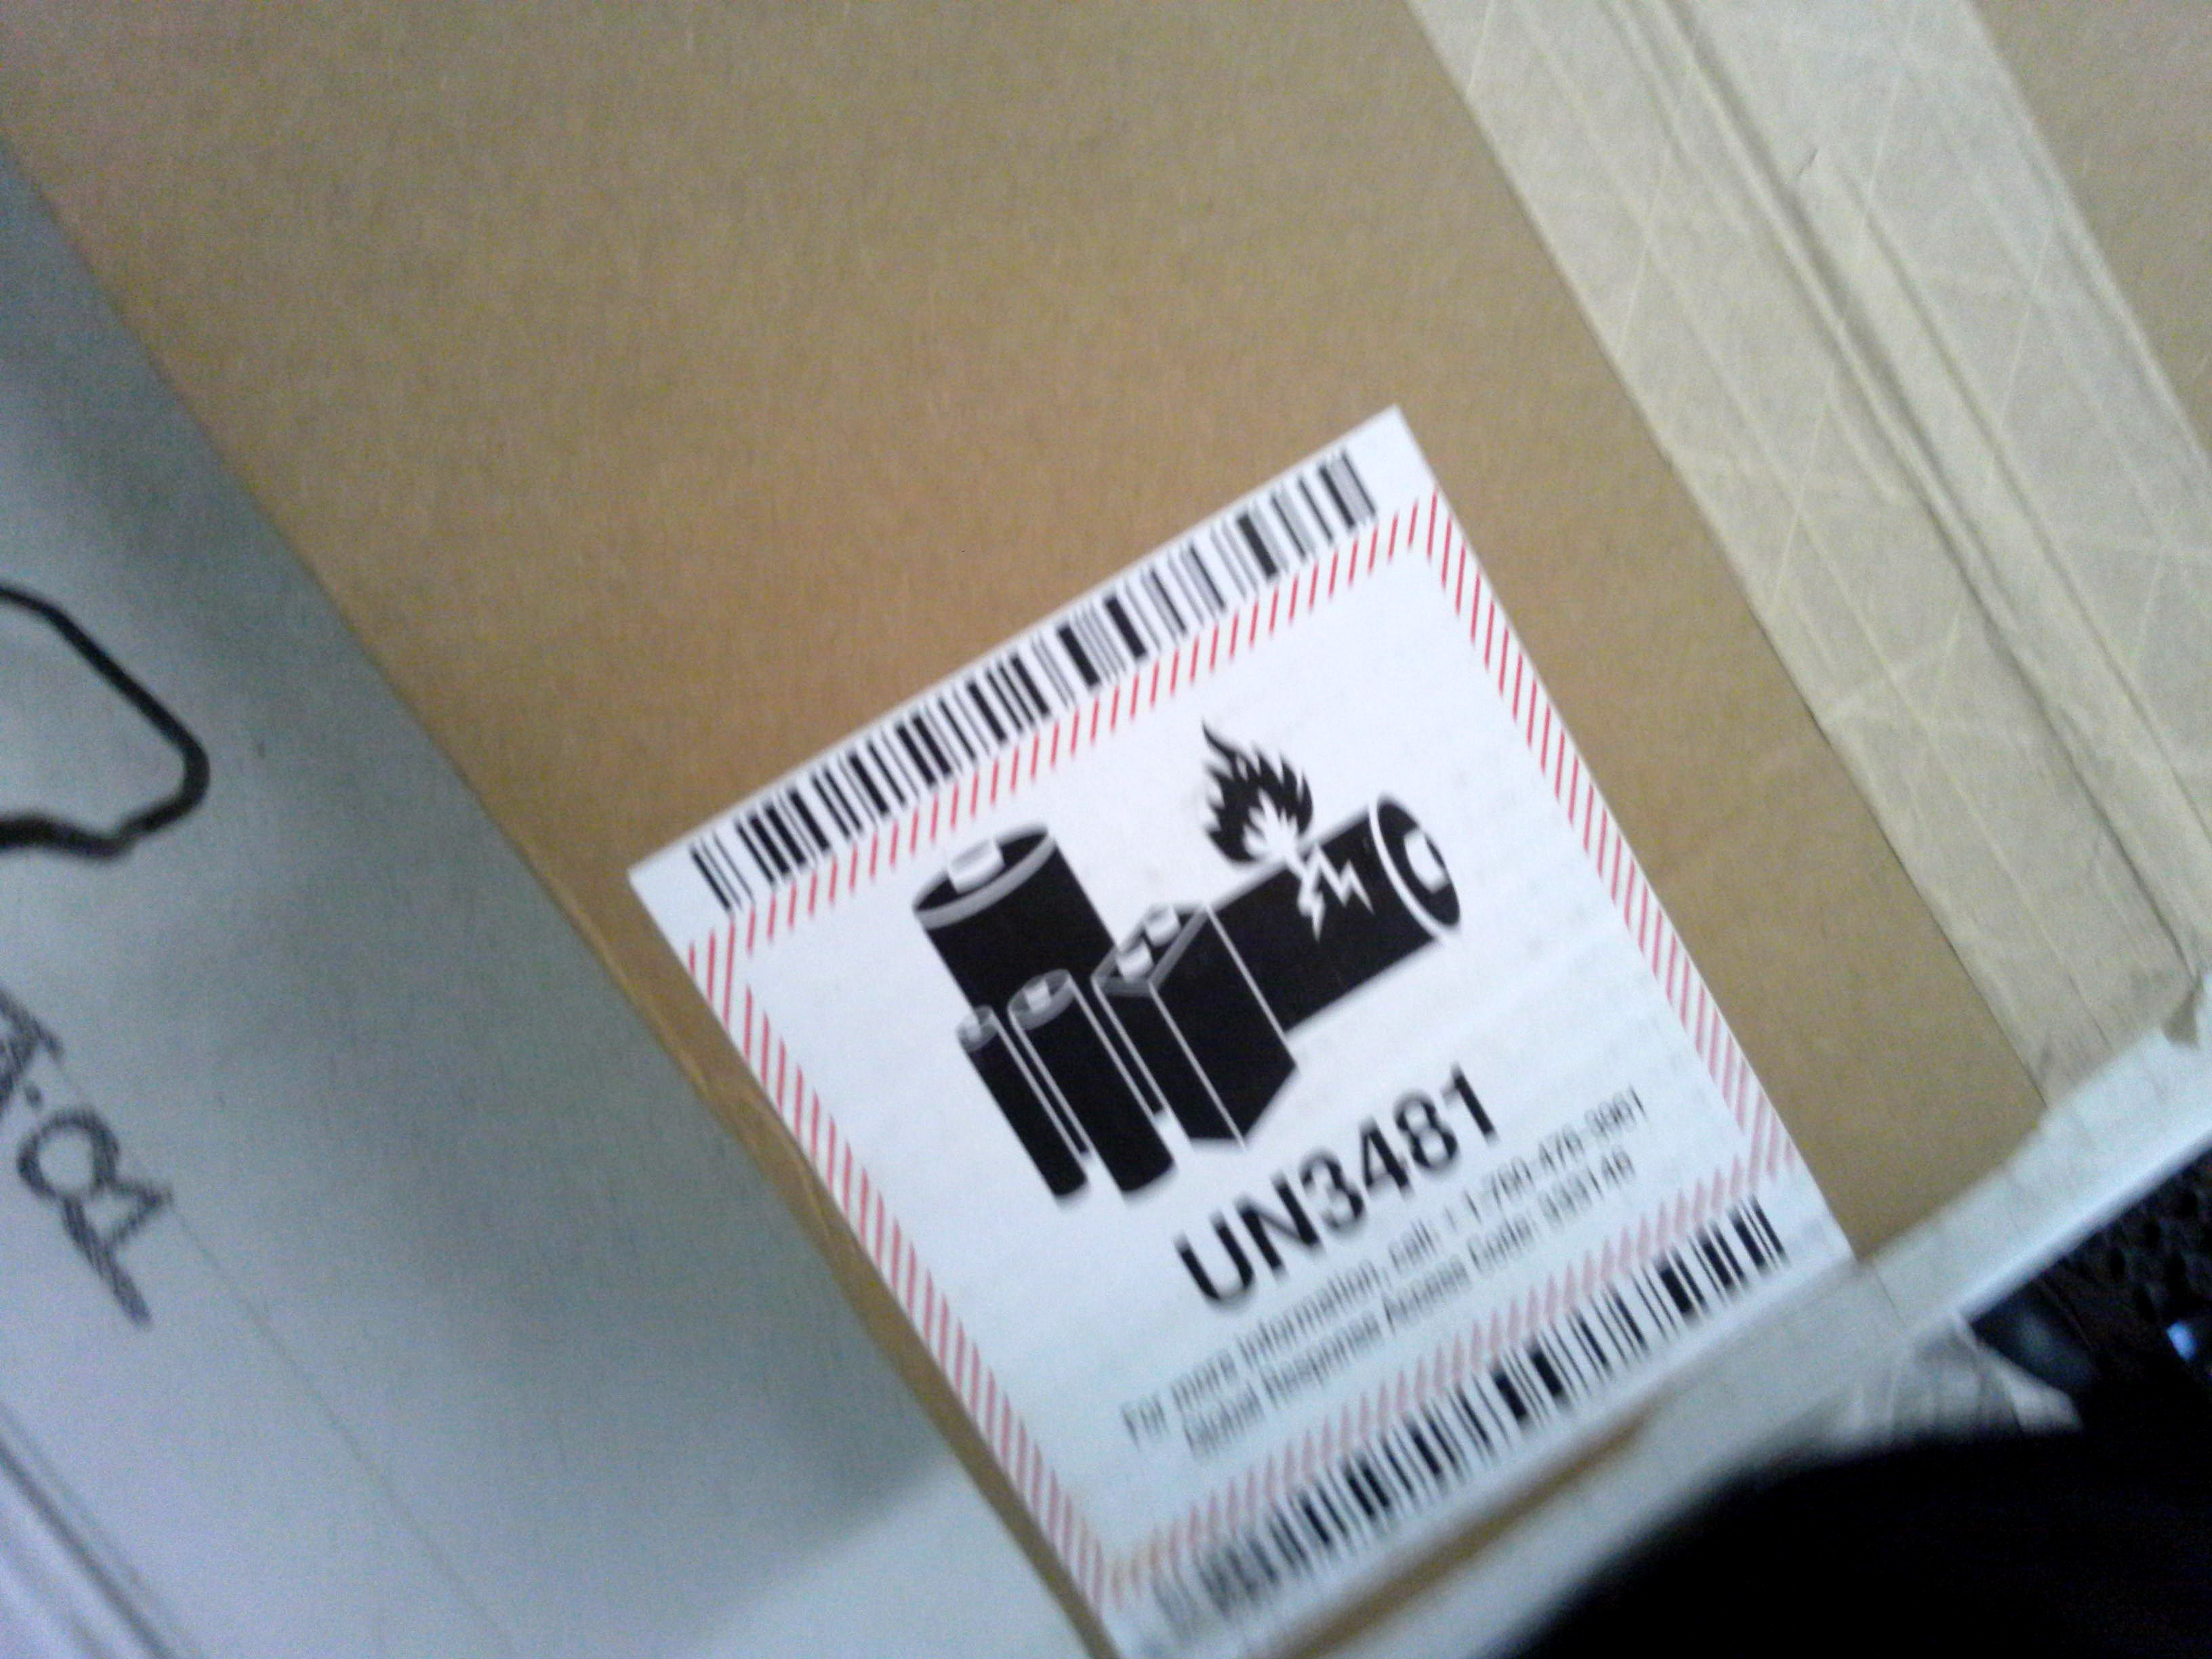 UN3481
For more information, call: + 1-760-476-3961
Global Response Access Code: 333146